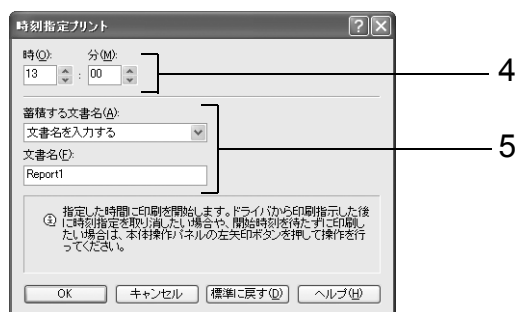 時刻指定プリント
時(O): 分(M):
13 : 00
4
蓄積する文書名(A):
文書名を入力する
5
文書名(F):
Report1
指定した時間に印刷を開始します。ドライバから印刷指示した後
に時刻指定を取り消したい場合や、開始時刻を待たずに印刷し
たい場合は、本体操作パネルの左矢印ボタンを押して操作を行
ってください。
OK キャンセル 標準に戻す(D) ヘルプ(H)